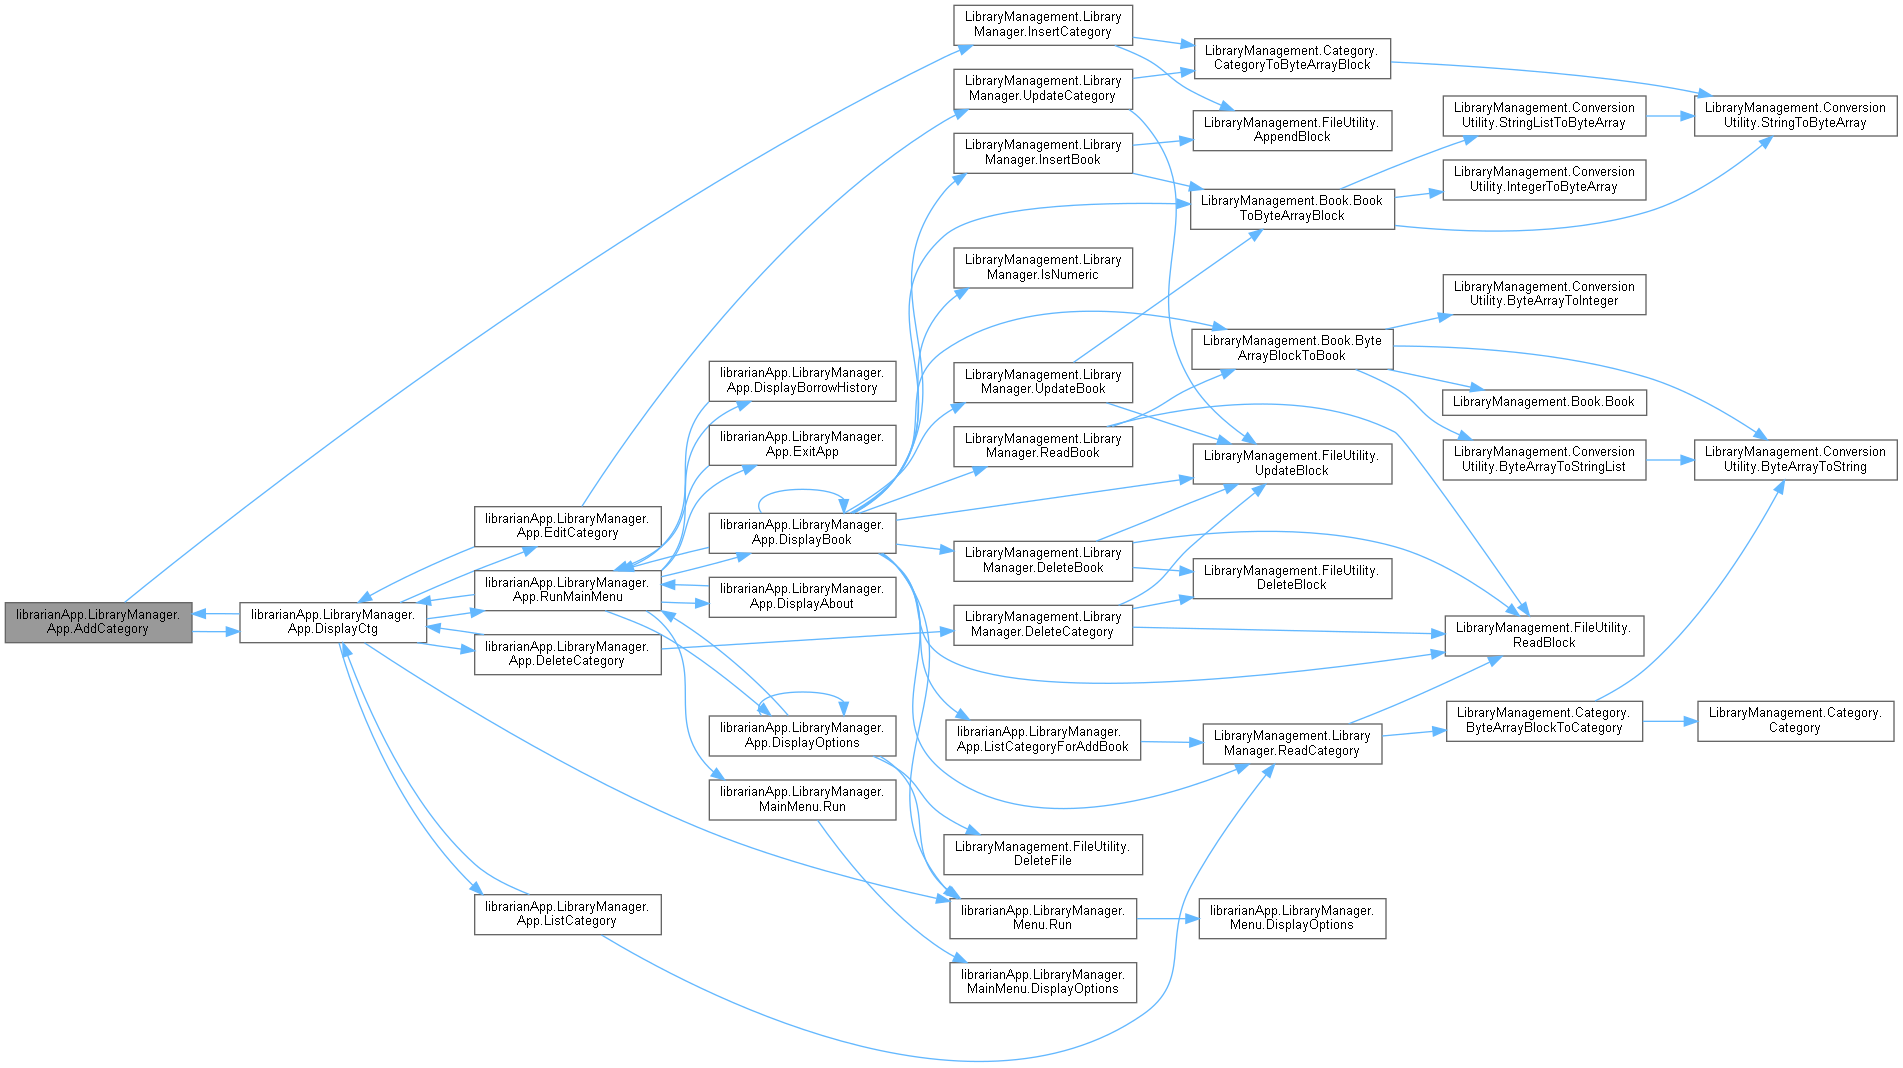 librarianApp.LibraryManager.
App.AddCategory
librarianApp.LibraryManager.
App.DisplayCtg
librarianApp.LibraryManager.
App.EditCategory
librarianApp.LibraryManager.
App.RunMainMenu
librarianApp.LibraryManager.
App.DeleteCategory
librarianApp.LibraryManager.
App.ListCategory
librarianApp.LibraryManager.
App.DisplayBorrowHistory
librarianApp.LibraryManager.
App.ExitApp
librarianApp.LibraryManager.
App.DisplayBook
librarianApp.LibraryManager.
App.DisplayAbout
librarianApp.LibraryManager.
App.DisplayOptions
librarianApp.LibraryManager.
MainMenu.Run
LibraryManagement.Library
Manager.InsertCategory
LibraryManagement.Library
Manager.UpdateCategory
LibraryManagement.Library
Manager.InsertBook
LibraryManagement.Library
Manager.IsNumeric
LibraryManagement.Library
Manager.UpdateBook
LibraryManagement.Library
Manager.ReadBook
LibraryManagement.Library
Manager.DeleteBook
LibraryManagement.Library
Manager.DeleteCategory
librarianApp.LibraryManager.
App.ListCategoryForAddBook
LibraryManagement.FileUtility.
DeleteFile
librarianApp.LibraryManager.
Menu.Run
librarianApp.LibraryManager.
MainMenu.DisplayOptions
LibraryManagement.Category.
CategoryToByteArrayBlock
LibraryManagement.FileUtility.
AppendBlock
LibraryManagement.Book.Book
ToByteArrayBlock
LibraryManagement.Book.Byte
ArrayBlockToBook
LibraryManagement.FileUtility.
UpdateBlock
LibraryManagement.FileUtility.
DeleteBlock
LibraryManagement.Library
Manager.ReadCategory
librarianApp.LibraryManager.
Menu.DisplayOptions
LibraryManagement.Conversion
Utility.StringListToByteArray
LibraryManagement.Conversion
Utility.IntegerToByteArray
LibraryManagement.Conversion
Utility.ByteArrayToInteger
LibraryManagement.Book.Book
LibraryManagement.Conversion
Utility.ByteArrayToStringList
LibraryManagement.FileUtility.
ReadBlock
LibraryManagement.Category.
ByteArrayBlockToCategory
LibraryManagement.Conversion
Utility.StringToByteArray
LibraryManagement.Conversion
Utility.ByteArrayToString
LibraryManagement.Category.
Category